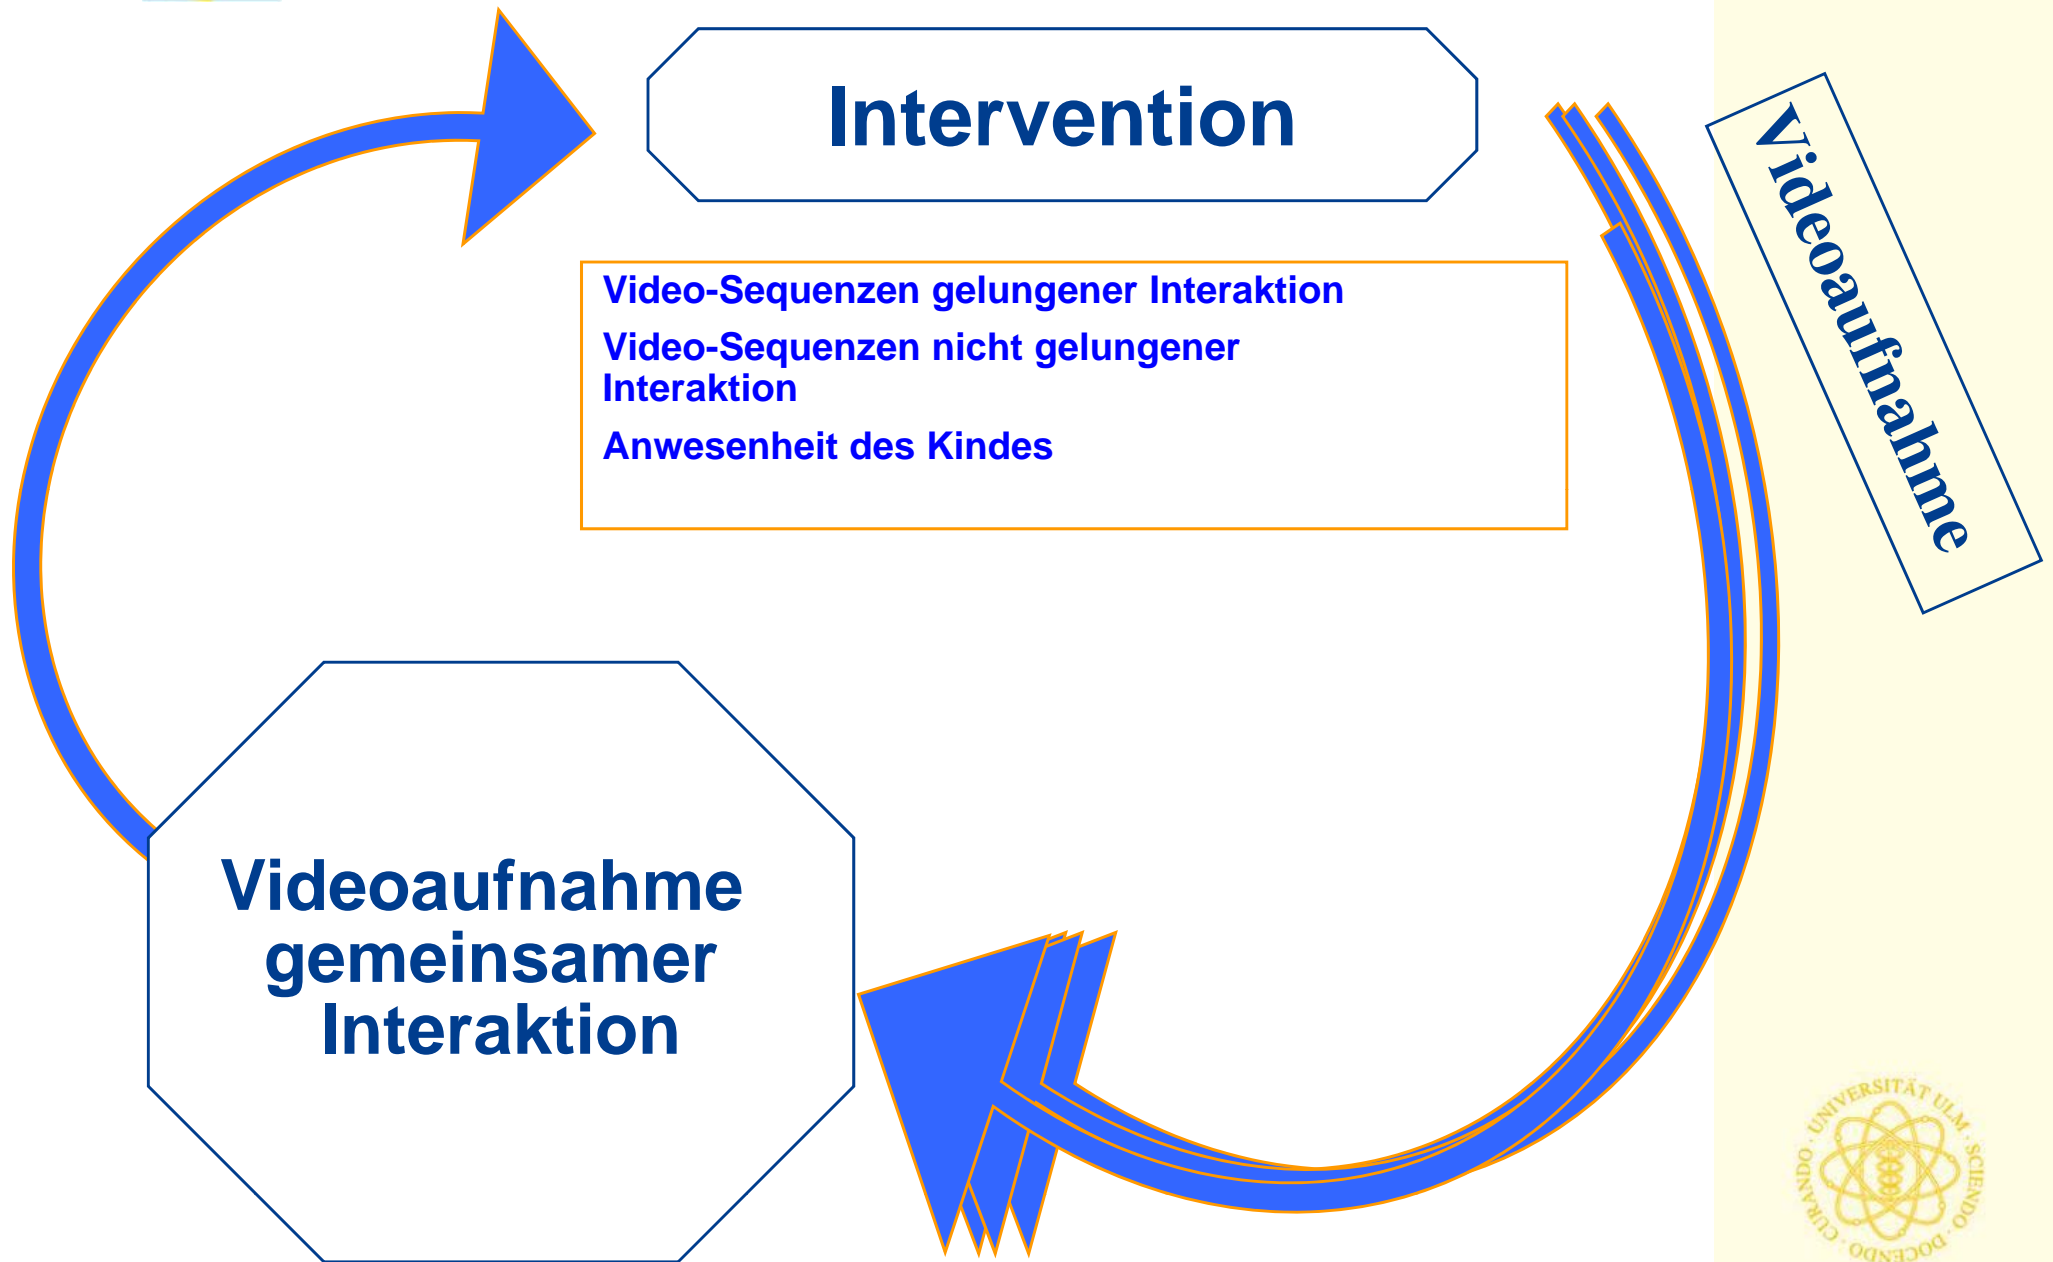 Intervention
Videoaufnahme
Video-Sequenzen gelungener Interaktion
Video-Sequenzen nicht gelungener
Interaktion
Anwesenheit des Kindes
Videoaufnahme
gemeinsamer
Interaktion
UNIVERSITÄT ULM · SCIENDO · DOCENDO · CURANDO ·